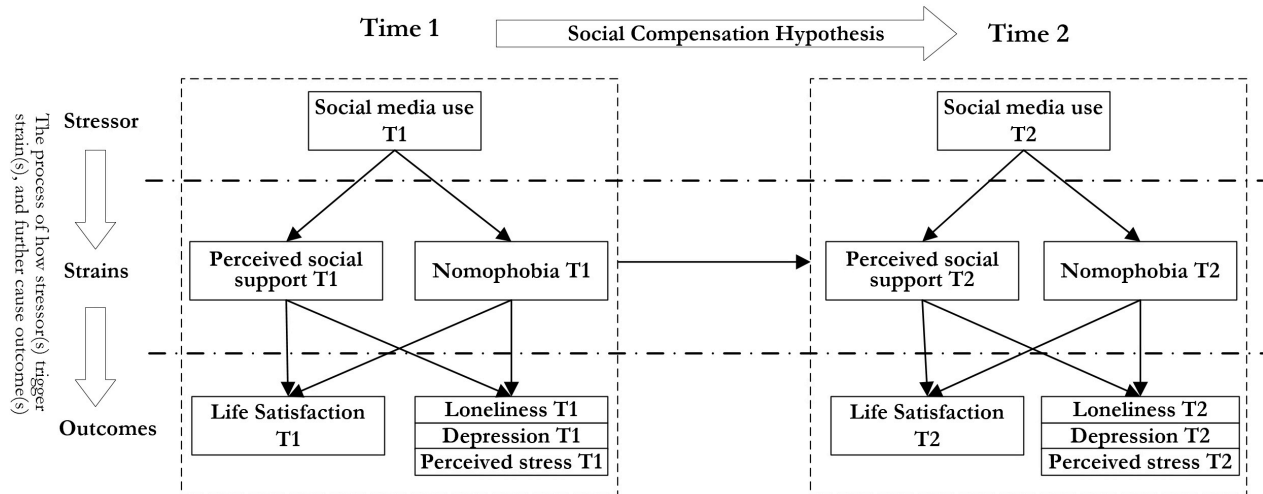 Time 1
Social Compensation Hypothesis
Time 2
The process of how stressor(s) trigger
strain(s), and further cause outcome(s)
Stressor
Strains
Outcomes
Social media use
T1
Perceived social
support T1
Nomophobia T1
Life Satisfaction
T1
Loneliness T1
Depression T1
Perceived stress T1
Social media use
T2
Perceived social
support T2
Nomophobia T2
Life Satisfaction
T2
Loneliness T2
Depression T2
Perceived stress T2